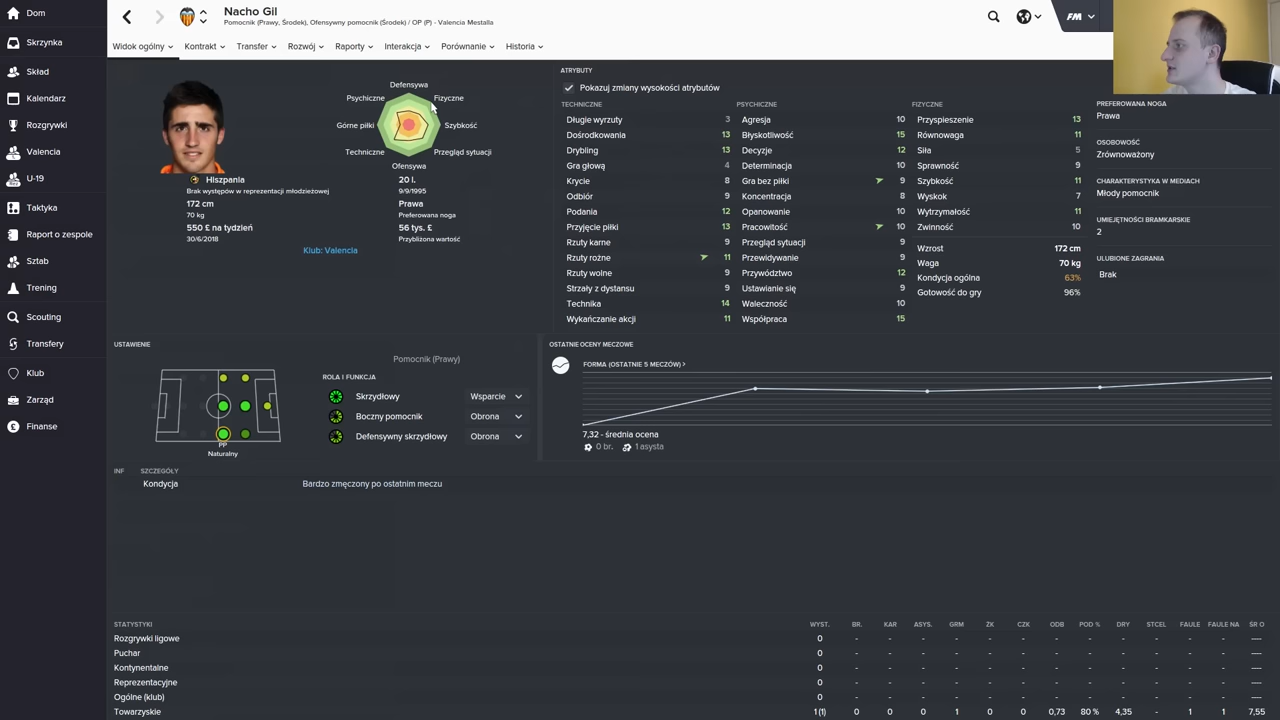 Dom
Skrzynka
Skład
Kalendarz
Rozgrywki
Valencia
U-19
Taktyka
Raport o zespole
Sztab
Trening
Scouting
Transfery
Klub
Zarząd
Finanse
Nacho Gil
Pomocnik (Prawy, Środek), Ofensywny pomocnik (Środek) / OP (P) - Valencia Mestalla
FM
Widok ogólny Kontrakt Transfer Rozwój Raporty Interakcja Porównanie Historia
Defensywa
Psychiczne Fizyczne
Górne piłki Szybkość
Techniczne Przegląd sytuacji
Ofensywa
Hiszpania
Brak występów w reprezentacji młodzieżowej
172 cm
70 kg
550 £ na tydzień
30/6/2018
20 l.
9/9/1995
Prawa
Preferowana noga
56 tys. £
Przybliżona wartość
Klub: Valencia
ATRYBUTY
Pokazuj zmiany wysokości atrybutów
TECHNICZNE
Długie wyrzuty 3
Dośrodkowania 13
Drybling 13
Gra głową 4
Krycie 8
Odbiór 9
Podania 12
Przyjęcie piłki 13
Rzuty karne 9
Rzuty rożne 11
Rzuty wolne 9
Strzały z dystansu 9
Technika 14
Wykańczanie akcji 11
PSYCHICZNE
Agresja 10
Błyskotliwość 15
Decyzje 12
Determinacja 10
Gra bez piłki 9
Koncentracja 8
Opanowanie 10
Pracowitość 10
Przegląd sytuacji 9
Przewidywanie 9
Przywództwo 12
Ustawianie się 9
Waleczność 10
Współpraca 15
FIZYCZNE
Przyspieszenie 13
Równowaga 11
Siła 5
Sprawność 9
Szybkość 11
Wyskok 7
Wytrzymałość 11
Zwinność 10
Wzrost 172 cm
Waga 70 kg
Kondycja ogólna 63%
Gotowość do gry 96%
PREFEROWANA NOGA
Prawa
OSOBOWOŚĆ
Zrównoważony
CHARAKTERYSTYKA W MEDIACH
Młody pomocnik
UMIEJĘTNOŚCI BRAMKARSKIE
2
ULUBIONE ZAGRANIA
Brak
USTAWIENIE
Pomocnik (Prawy)
PP
Naturalny
ROLA I FUNKCJA
Skrzydłowy Wsparcie
Boczny pomocnik Obrona
Defensywny skrzydłowy Obrona
OSTATNIE OCENY MECZOWE
FORMA (OSTATNIE 5 MECZÓW) >
7,32 - średnia ocena
0 br. 1 asysta
INF SZCZEGÓŁY
Kondycja Bardzo zmęczony po ostatnim meczu
STATYSTYKI WYST. BR. KAR ASYS. GRM ŻK CZK ODB POD % DRY STCEL FAULE FAULE NA ŚR O
Rozgrywki ligowe 0 - - - - - - - - - - - - ---
Puchar 0 - - - - - - - - - - - - ---
Kontynentalne 0 - - - - - - - - - - - - ---
Reprezentacyjne 0 - - - - - - - - - - - - ---
Ogólne (klub) 0 - - - - - - - - - - - - ---
Towarzyskie 1 (1) 0 0 0 1 0 0 0,73 80 % 4,35 - 1 1 7,55